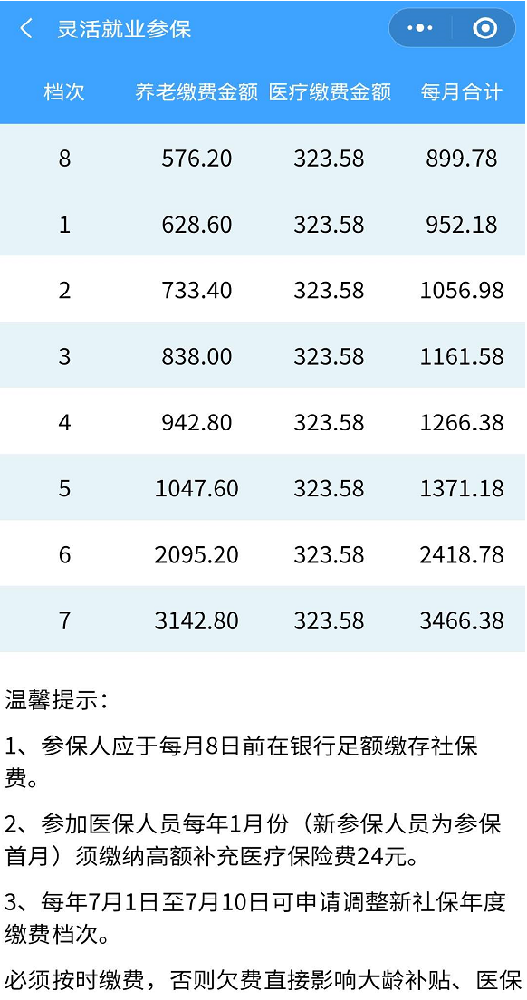 灵活就业参保
档次 养老缴费金额 医疗缴费金额 每月合计
8 576.20 323.58 899.78
1 628.60 323.58 952.18
2 733.40 323.58 1056.98
3 838.00 323.58 1161.58
4 942.80 323.58 1266.38
5 1047.60 323.58 1371.18
6 2095.20 323.58 2418.78
7 3142.80 323.58 3466.38
温馨提示：
1、参保人应于每月8日前在银行足额缴存社保
费。
2、参加医保人员每年1月份（新参保人员为参保
首月）须缴纳高额补充医疗保险费24元。
3、每年7月1日至7月10日可申请调整新社保年度
缴费档次。
必须按时缴费，否则欠费直接影响大龄补贴、医保